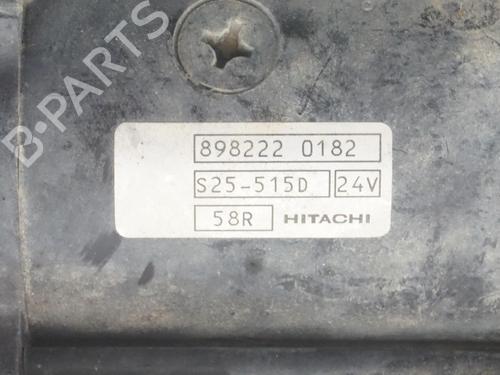 B-PARTS
898222 0182
S25-515D 24V
58R HITACHI